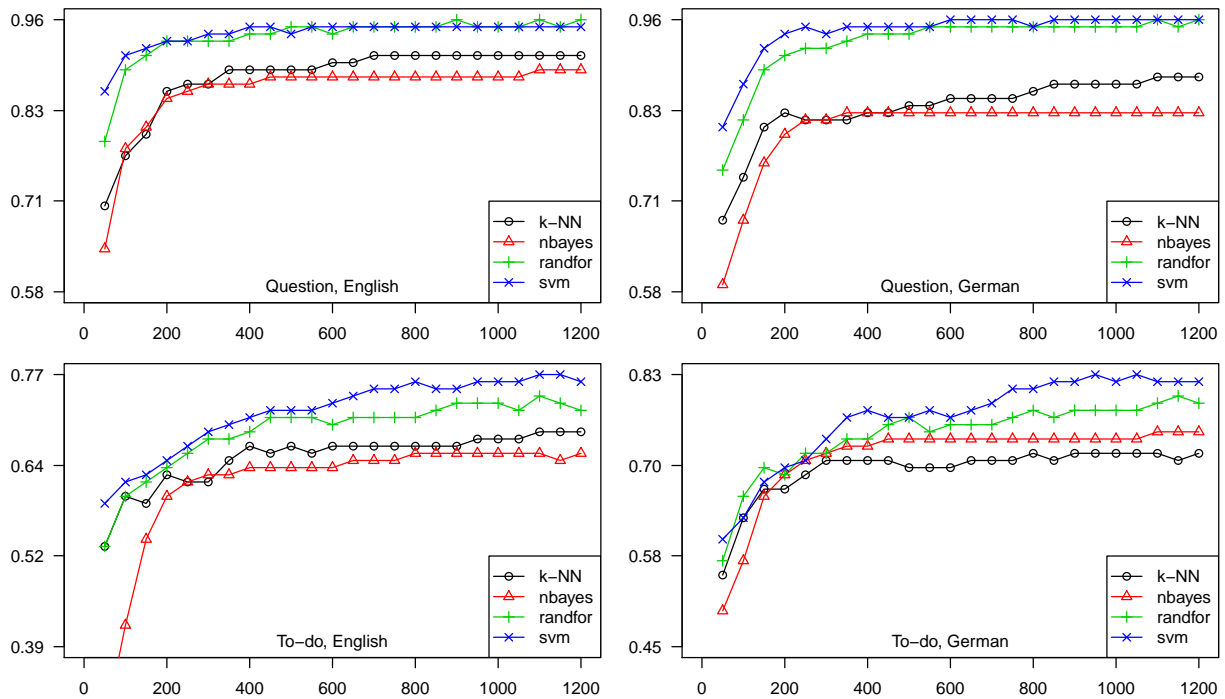 0.96
0.83
0.71
0.58
k−NN
nbayes
randfor
svm
Question, English
0 200 400 600 800 1000 1200
0.96
0.83
0.71
0.58
k−NN
nbayes
randfor
svm
Question, German
0 200 400 600 800 1000 1200
0.77
0.64
0.52
0.39
k−NN
nbayes
randfor
svm
To−do, English
0 200 400 600 800 1000 1200
0.83
0.70
0.58
0.45
k−NN
nbayes
randfor
svm
To−do, German
0 200 400 600 800 1000 1200